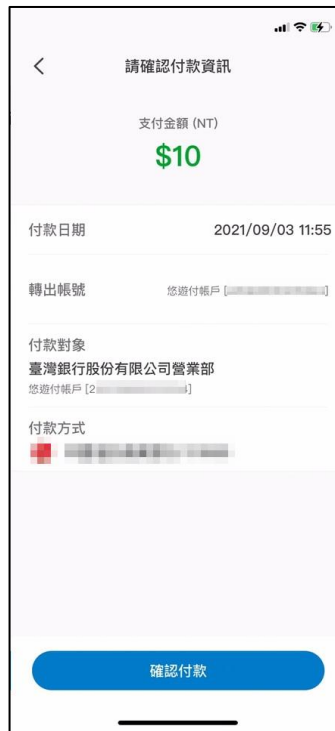 請確認付款資訊
支付金額 (NT)
$10
付款日期 2021/09/03 11:55
轉出帳號 悠遊付帳戶 [
付款對象
臺灣銀行股份有限公司營業部
悠遊付帳戶 [2
付款方式
確認付款